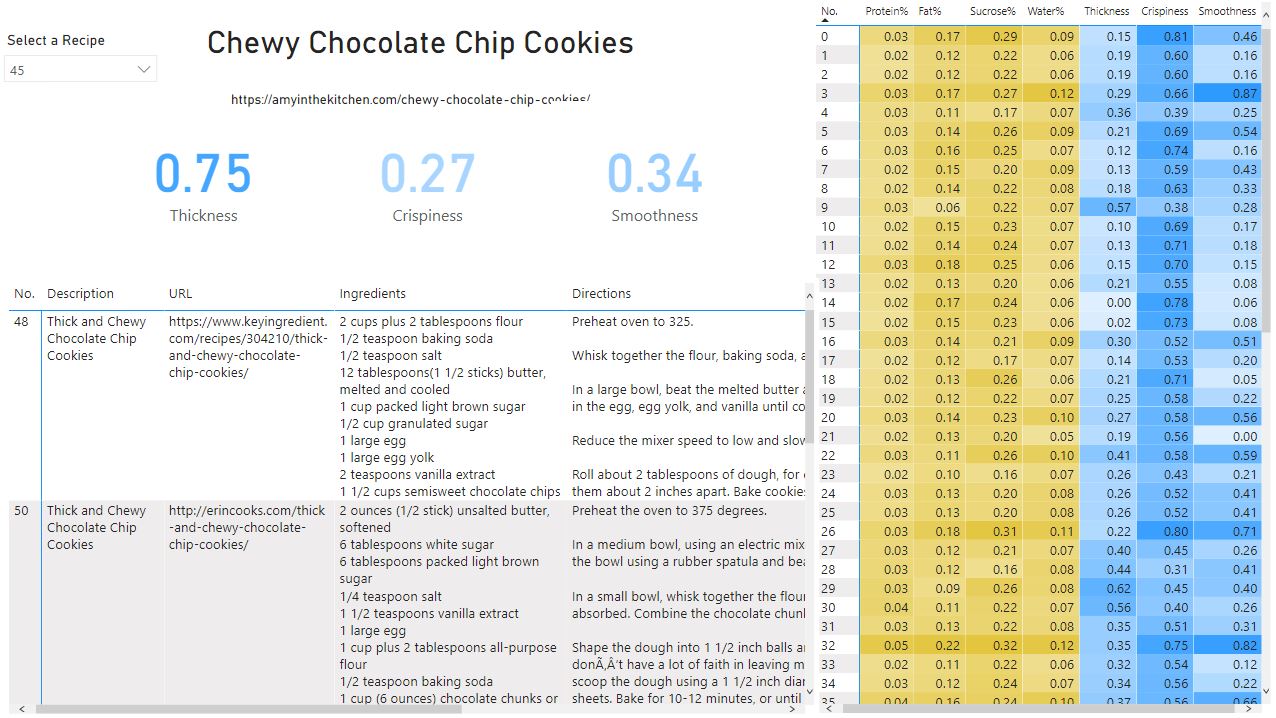 Select a Recipe
45
Chewy Chocolate Chip Cookies
https://amyinthekitchen.com/chewy-chocolate-chip-cookies/
0.75
Thickness
0.27
Crispiness
0.34
Smoothness
No. Description URL Ingredients Directions
48
Thick and Chewy
Chocolate Chip
Cookies
https://www.keyingredient.
com/recipes/304210/thick-
and-chewy-chocolate-
chip-cookies/
2 cups plus 2 tablespoons flour
1/2 teaspoon baking soda
1/2 teaspoon salt
12 tablespoons(1 1/2 sticks) butter,
melted and cooled
1 cup packed light brown sugar
1/2 cup granulated sugar
1 large egg
1 large egg yolk
2 teaspoons vanilla extract
1 1/2 cups semisweet chocolate chips
Preheat oven to 325.
Whisk together the flour, baking soda, a
In a large bowl, beat the melted butter a
in the egg, egg yolk, and vanilla until co
Reduce the mixer speed to low and slow
Roll about 2 tablespoons of dough, for
them about 2 inches apart. Bake cookies
50
Thick and Chewy
Chocolate Chip
Cookies
http://erincooks.com/thick
-and-chewy-chocolate-
chip-cookies/
2 ounces (1/2 stick) unsalted butter,
softened
6 tablespoons white sugar
6 tablespoons packed light brown
sugar
1/4 teaspoon salt
1 1/2 teaspoons vanilla extract
1 large egg
1 cup plus 2 tablespoons all-purpose
flour
1/2 teaspoon baking soda
1 cup (6 ounces) chocolate chunks or
Preheat the oven to 375 degrees.
In a medium bowl, using an electric mix
the bowl using a rubber spatula and bea
In a small bowl, whisk together the flour
absorbed. Combine the chocolate chunk
Shape the dough into 1 1/2 inch balls a
donÃ‚Â't have a lot of faith in leaving m
scoop the dough using a 1 1/2 inch diar
sheets. Bake for 10-12 minutes, or until
No. Protein% Fat% Sucrose% Water% Thickness Crispiness Smoothness
0 0.03 0.17 0.29 0.09 0.15 0.81 0.46
1 0.02 0.12 0.22 0.06 0.19 0.60 0.16
2 0.02 0.12 0.22 0.06 0.19 0.60 0.16
3 0.03 0.17 0.27 0.12 0.29 0.66 0.87
4 0.03 0.11 0.17 0.07 0.36 0.39 0.25
5 0.03 0.14 0.26 0.09 0.21 0.69 0.54
6 0.03 0.16 0.25 0.07 0.12 0.74 0.16
7 0.02 0.15 0.20 0.09 0.13 0.59 0.43
8 0.02 0.14 0.22 0.08 0.18 0.63 0.33
9 0.03 0.06 0.22 0.07 0.57 0.38 0.28
10 0.02 0.15 0.23 0.07 0.10 0.69 0.17
11 0.02 0.14 0.24 0.07 0.13 0.71 0.18
12 0.03 0.18 0.25 0.06 0.15 0.70 0.15
13 0.02 0.13 0.20 0.06 0.21 0.55 0.08
14 0.02 0.17 0.24 0.06 0.00 0.78 0.06
15 0.02 0.15 0.23 0.06 0.02 0.73 0.08
16 0.03 0.14 0.21 0.09 0.30 0.52 0.51
17 0.02 0.12 0.17 0.07 0.14 0.53 0.20
18 0.02 0.13 0.26 0.06 0.21 0.71 0.05
19 0.02 0.12 0.22 0.07 0.25 0.58 0.22
20 0.03 0.14 0.23 0.10 0.27 0.58 0.56
21 0.02 0.13 0.20 0.05 0.19 0.56 0.00
22 0.03 0.11 0.26 0.10 0.41 0.58 0.59
23 0.02 0.10 0.16 0.07 0.26 0.43 0.21
24 0.03 0.13 0.20 0.08 0.26 0.52 0.41
25 0.03 0.13 0.20 0.08 0.26 0.52 0.41
26 0.03 0.18 0.31 0.11 0.22 0.80 0.71
27 0.03 0.12 0.21 0.07 0.40 0.45 0.26
28 0.03 0.12 0.16 0.08 0.44 0.31 0.41
29 0.03 0.09 0.26 0.08 0.62 0.45 0.40
30 0.04 0.11 0.22 0.07 0.56 0.40 0.26
31 0.03 0.13 0.22 0.08 0.35 0.51 0.31
32 0.05 0.22 0.32 0.12 0.35 0.75 0.82
33 0.02 0.11 0.22 0.06 0.32 0.54 0.12
34 0.03 0.12 0.24 0.07 0.34 0.56 0.22
35 0.04 0.16 0.24 0.10 0.37 0.56 0.66